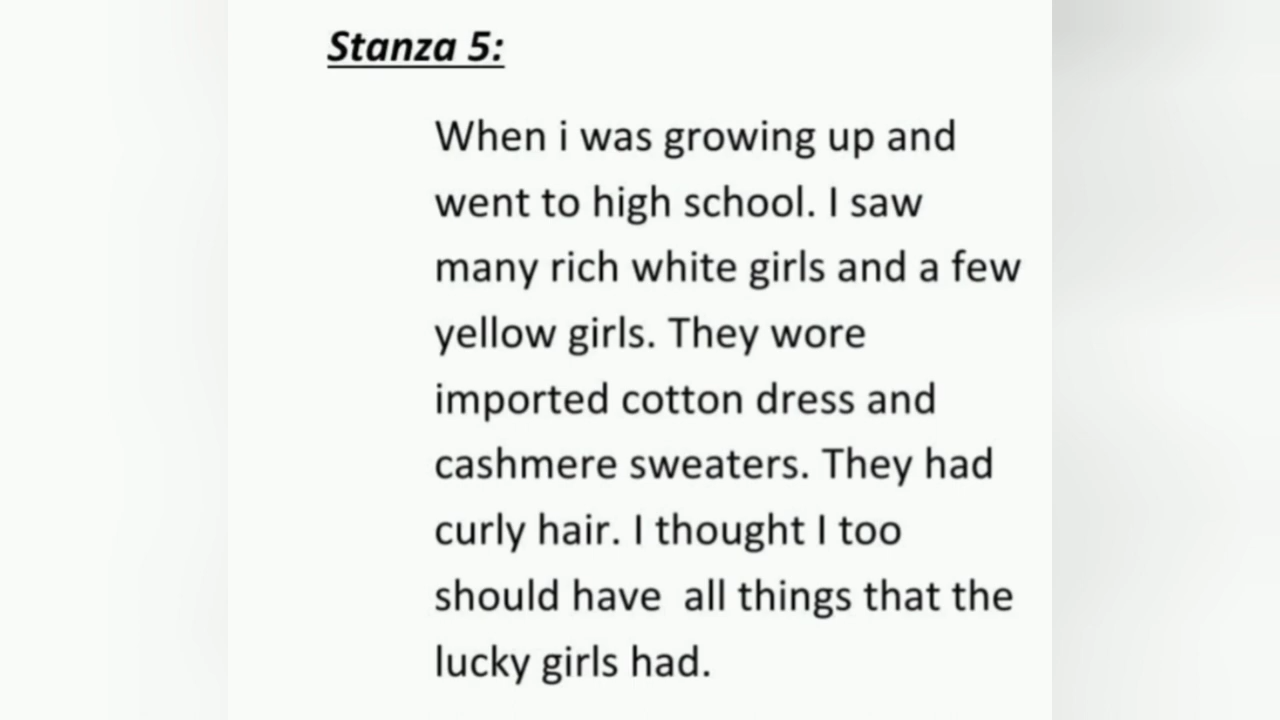 Stanza 5:
When i was growing up and
went to high school. I saw
many rich white girls and a few
yellow girls. They wore
imported cotton dress and
cashmere sweaters. They had
curly hair. I thought I too
should have  all things that the
lucky girls had.